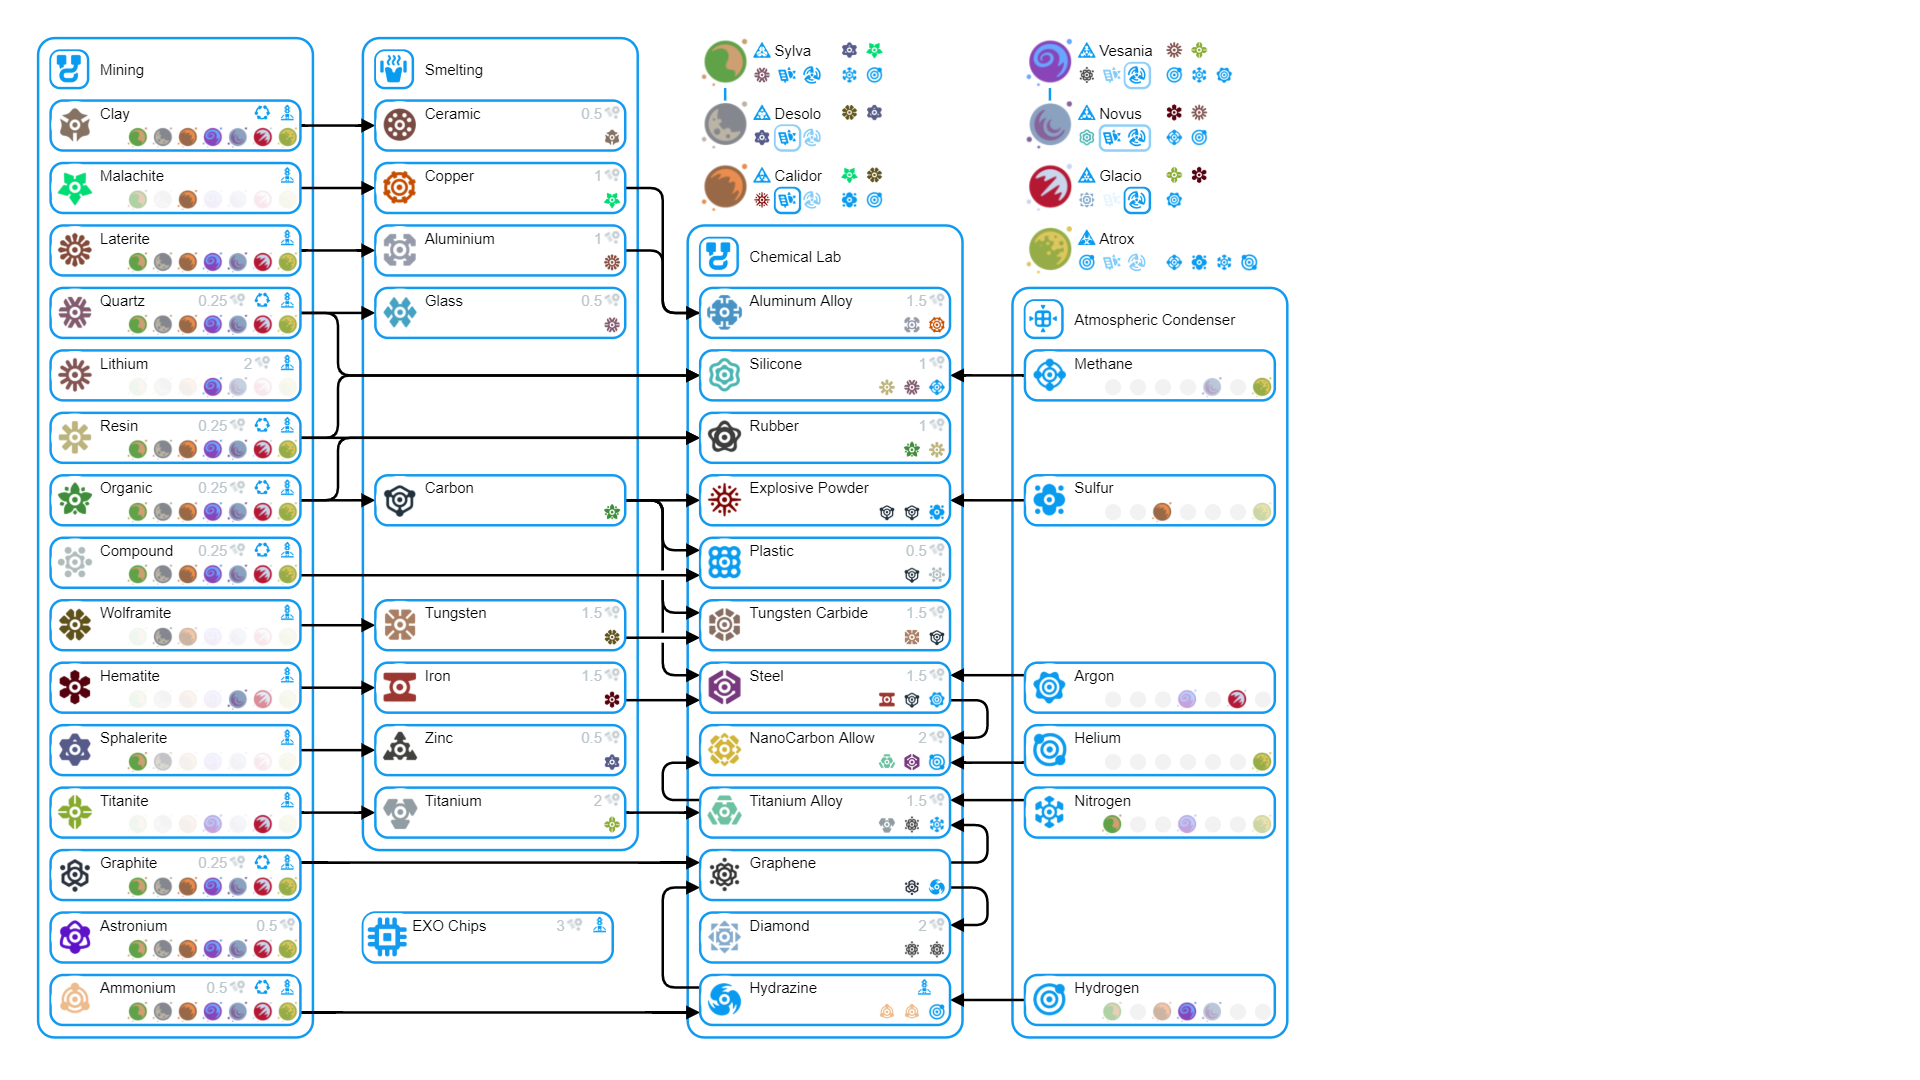 Mining
Clay
Malachite
Laterite
Quartz 0.25
Lithium 2
Resin 0.25
Organic 0.25
Compound 0.25
Wolframite
Hematite
Sphalerite
Titanite
Graphite 0.25
Astronium 0.5
Ammonium 0.5
Smelting
Ceramic 0.5
Copper 1
Aluminium 1
Glass 0.5
Carbon
Tungsten 1.5
Iron 1.5
Zinc 0.5
Titanium 2
EXO Chips 3
Sylva
Desolo
Calidor
Chemical Lab
Aluminum Alloy 1.5
Silicone 1
Rubber 1
Explosive Powder
Plastic 0.5
Tungsten Carbide 1.5
Steel 1.5
NanoCarbon Allow 2
Titanium Alloy 1.5
Graphene
Diamond 2
Hydrazine
Vesania
Novus
Glacio
Atrox
Atmospheric Condenser
Methane
Sulfur
Argon
Helium
Nitrogen
Hydrogen